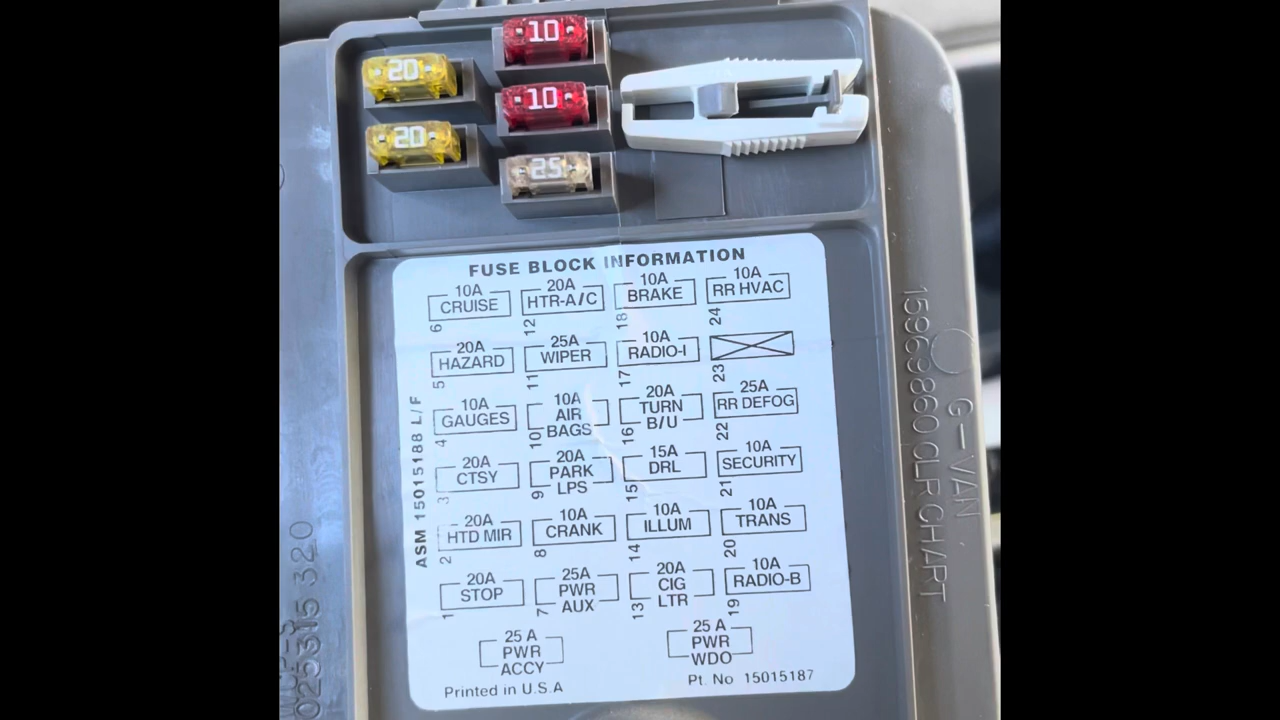 10
20
10
20
25
FUSE BLOCK INFORMATION
10A CRUISE 6
20A HTR-A/C 12
10A BRAKE 18
10A RR HVAC 24
20A HAZARD 5
25A WIPER 11
10A RADIO-I 17
23
10A GAUGES 4
10A AIR BAGS 10
20A TURN B/U 16
25A RR DEFOG 22
20A CTSY 3
20A PARK LPS 9
15A DRL 15
10A SECURITY 21
20A HTD MIR 2
10A CRANK 8
10A ILLUM 14
10A TRANS 20
20A STOP 1
25A PWR AUX 7
20A CIG LTR 13
10A RADIO-B 19
25 A PWR ACCY
25 A PWR WDO
Printed in U.S.A
Pt. No 15015187
ASM 15015188 L/F
G-VAN
15969860 CLR CHART